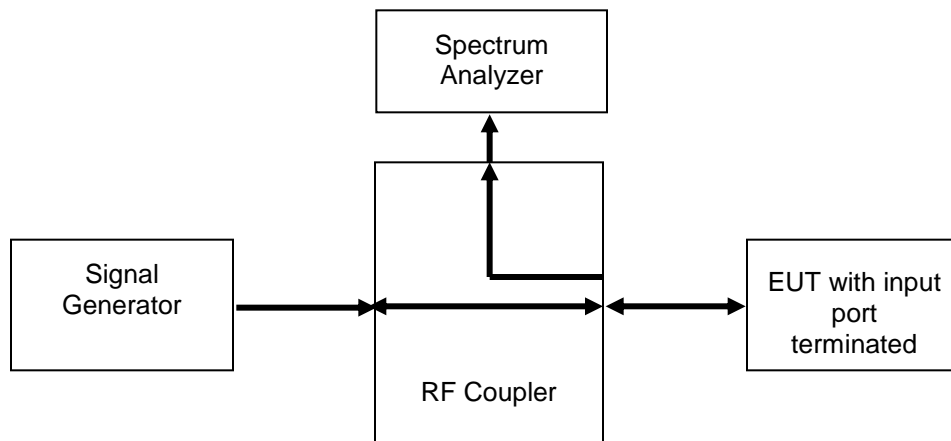 Spectrum
Analyzer
Signal
Generator
EUT with input
port
terminated
RF Coupler